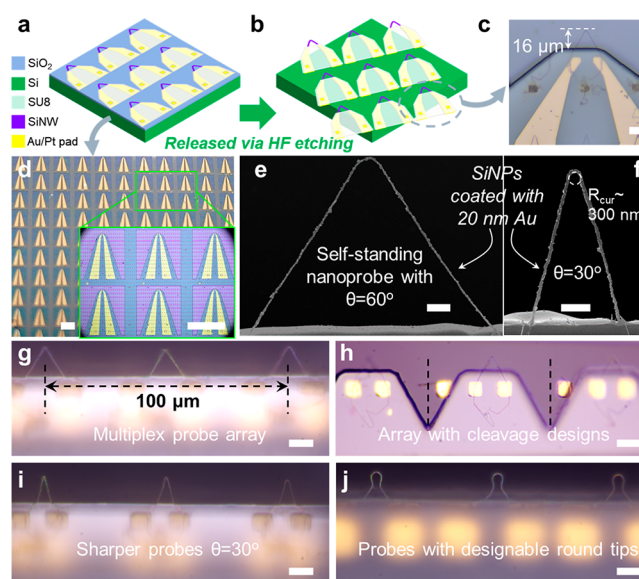 a
b
c
SiO₂
Si
SU8
SiNW
Au/Pt pad
Released via HF etching
16 μm
d
e
f
SiNPs
coated with
20 nm Au
R_cur~
300 nm
Self-standing
nanoprobe with
θ=60°
θ=30°
g
100 μm
Multiplex probe array
h
Array with cleavage designs
i
Sharper probes θ=30°
j
Probes with designable round tips